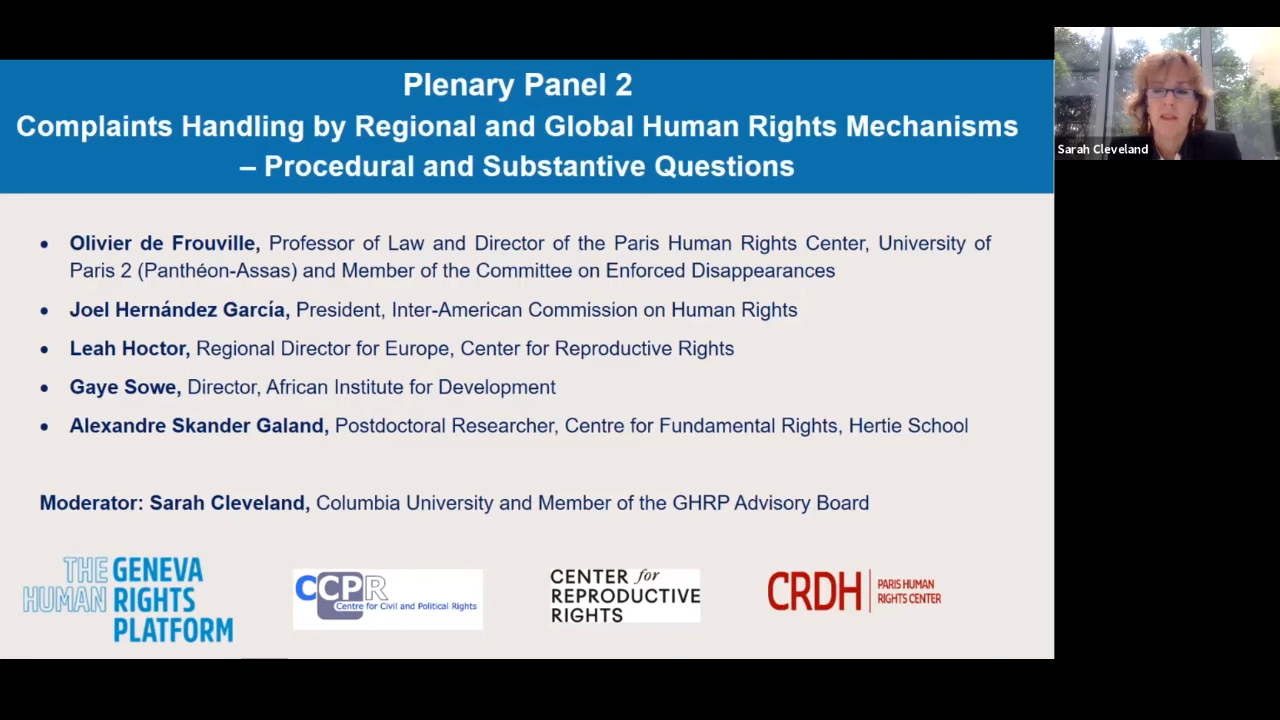 Plenary Panel 2
Complaints Handling by Regional and Global Human Rights Mechanisms
– Procedural and Substantive Questions
Sarah Cleveland
• Olivier de Frouville, Professor of Law and Director of the Paris Human Rights Center, University of
Paris 2 (Panthéon-Assas) and Member of the Committee on Enforced Disappearances
• Joel Hernández García, President, Inter-American Commission on Human Rights
• Leah Hoctor, Regional Director for Europe, Center for Reproductive Rights
• Gaye Sowe, Director, African Institute for Development
• Alexandre Skander Galand, Postdoctoral Researcher, Centre for Fundamental Rights, Hertie School
Moderator: Sarah Cleveland, Columbia University and Member of the GHRP Advisory Board
THE GENEVA
HUMAN RIGHTS
PLATFORM
CCPR
Centre for Civil and Political Rights
CENTER for
REPRODUCTIVE
RIGHTS
CRDH
PARIS HUMAN
RIGHTS CENTER